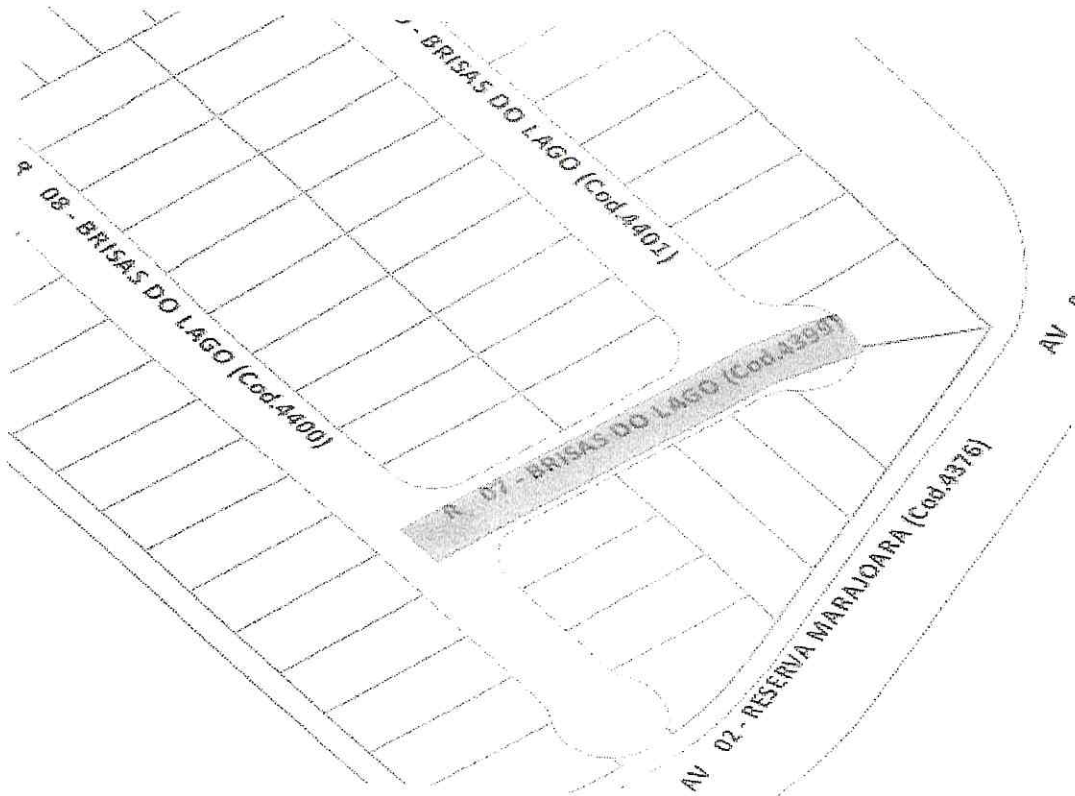 - BRISAS DO LAGO (Cod.4401)
R 08 - BRISAS DO LAGO (Cod.4400)
R 07 - BRISAS DO LAGO (Cod.4399)
AV
AV 02 - RESERVA MARAJOARA (Cod.4376)